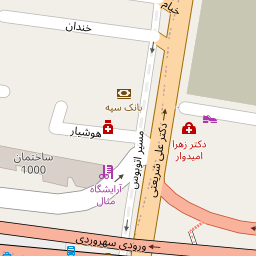 خیام
خندان
بانک سپه
هوشیار
دکتر زهرا
امیدوار
ساختمان
1000
آرایشگاه
مثال
مسیر اتوبوس
دکتر علی شریعتی
ورودی سهروردی